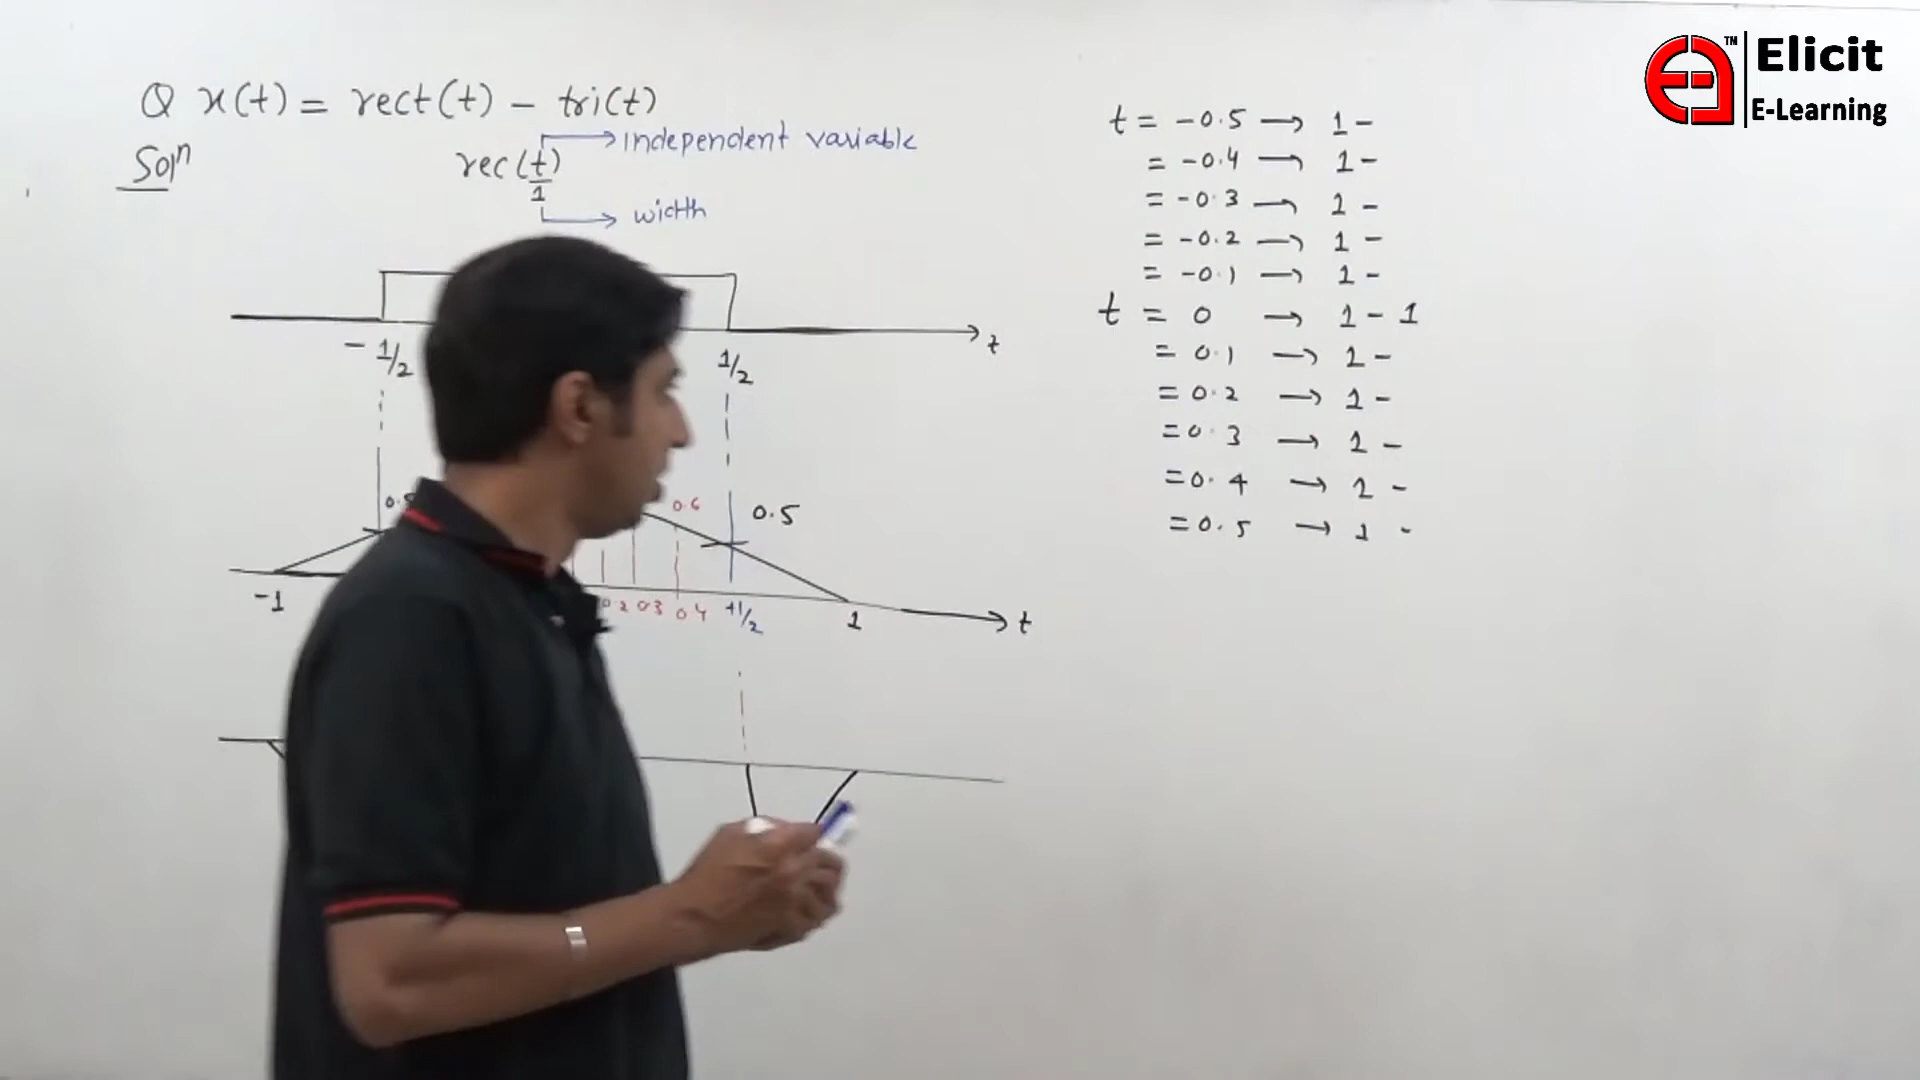 Q x(t) = rect(t) - tri(t)
Solⁿ
rec(t/1)
independent variable
width
-1/2
1/2
t
0.6
0.5
-1
0.2 0.3 0.4 +1/2
1
t
t = -0.5 → 1 -
= -0.4 → 1 -
= -0.3 → 1 -
= -0.2 → 1 -
= -0.1 → 1 -
t = 0 → 1 - 1
= 0.1 → 1 -
= 0.2 → 1 -
= 0.3 → 1 -
= 0.4 → 1 -
= 0.5 → 1 -
TM
Elicit
E-Learning